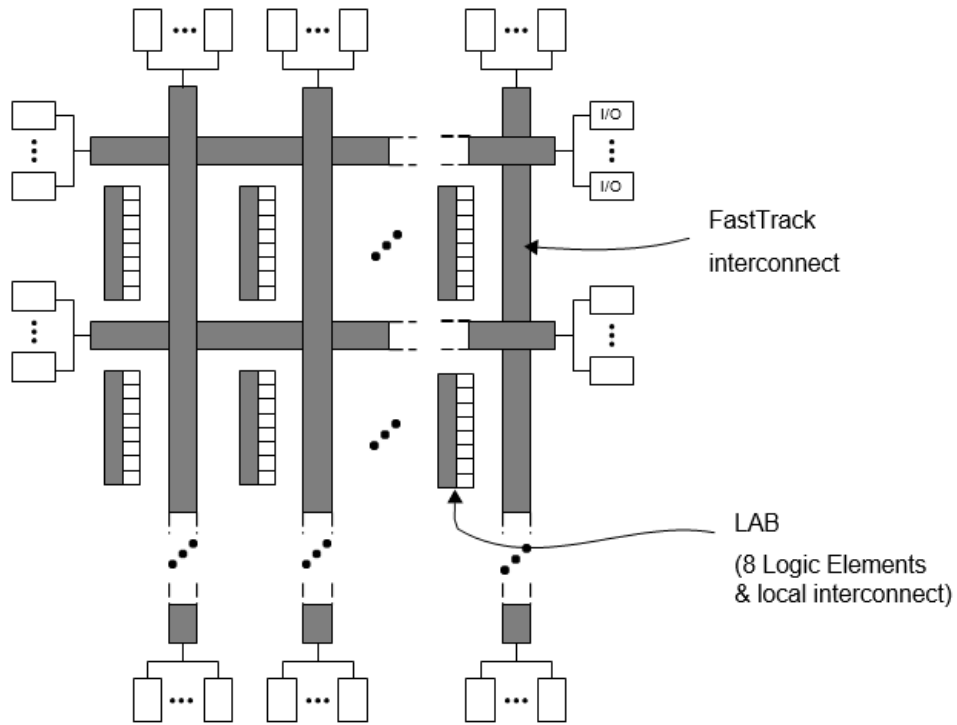 I/O
I/O
FastTrack
interconnect
LAB
(8 Logic Elements
& local interconnect)